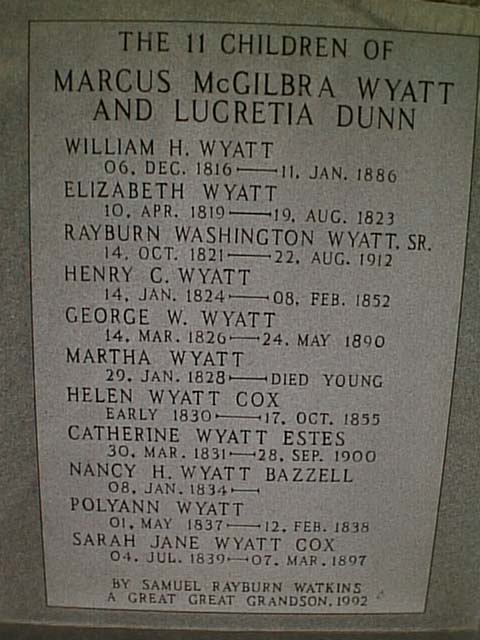 THE 11 CHILDREN OF
MARCUS McGILBRA WYATT
AND LUCRETIA DUNN
WILLIAM H. WYATT
06, DEC. 1816—11, JAN. 1886
ELIZABETH WYATT
10, APR. 1819—19, AUG. 1823
RAYBURN WASHINGTON WYATT, SR.
14, OCT. 1821—22, AUG. 1912
HENRY C. WYATT
14, JAN. 1824—08, FEB. 1852
GEORGE W. WYATT
14, MAR. 1826—24, MAY 1890
MARTHA WYATT
29, JAN. 1828—DIED YOUNG
HELEN WYATT COX
EARLY 1830—17, OCT. 1855
CATHERINE WYATT ESTES
30, MAR. 1831—28, SEP. 1900
NANCY H. WYATT BAZZELL
08, JAN. 1834—
POLYANN WYATT
01, MAY 1837—12, FEB. 1838
SARAH JANE WYATT COX
04, JUL. 1839—07, MAR. 1897
BY SAMUEL RAYBURN WATKINS
A GREAT GREAT GRANDSON, 1992